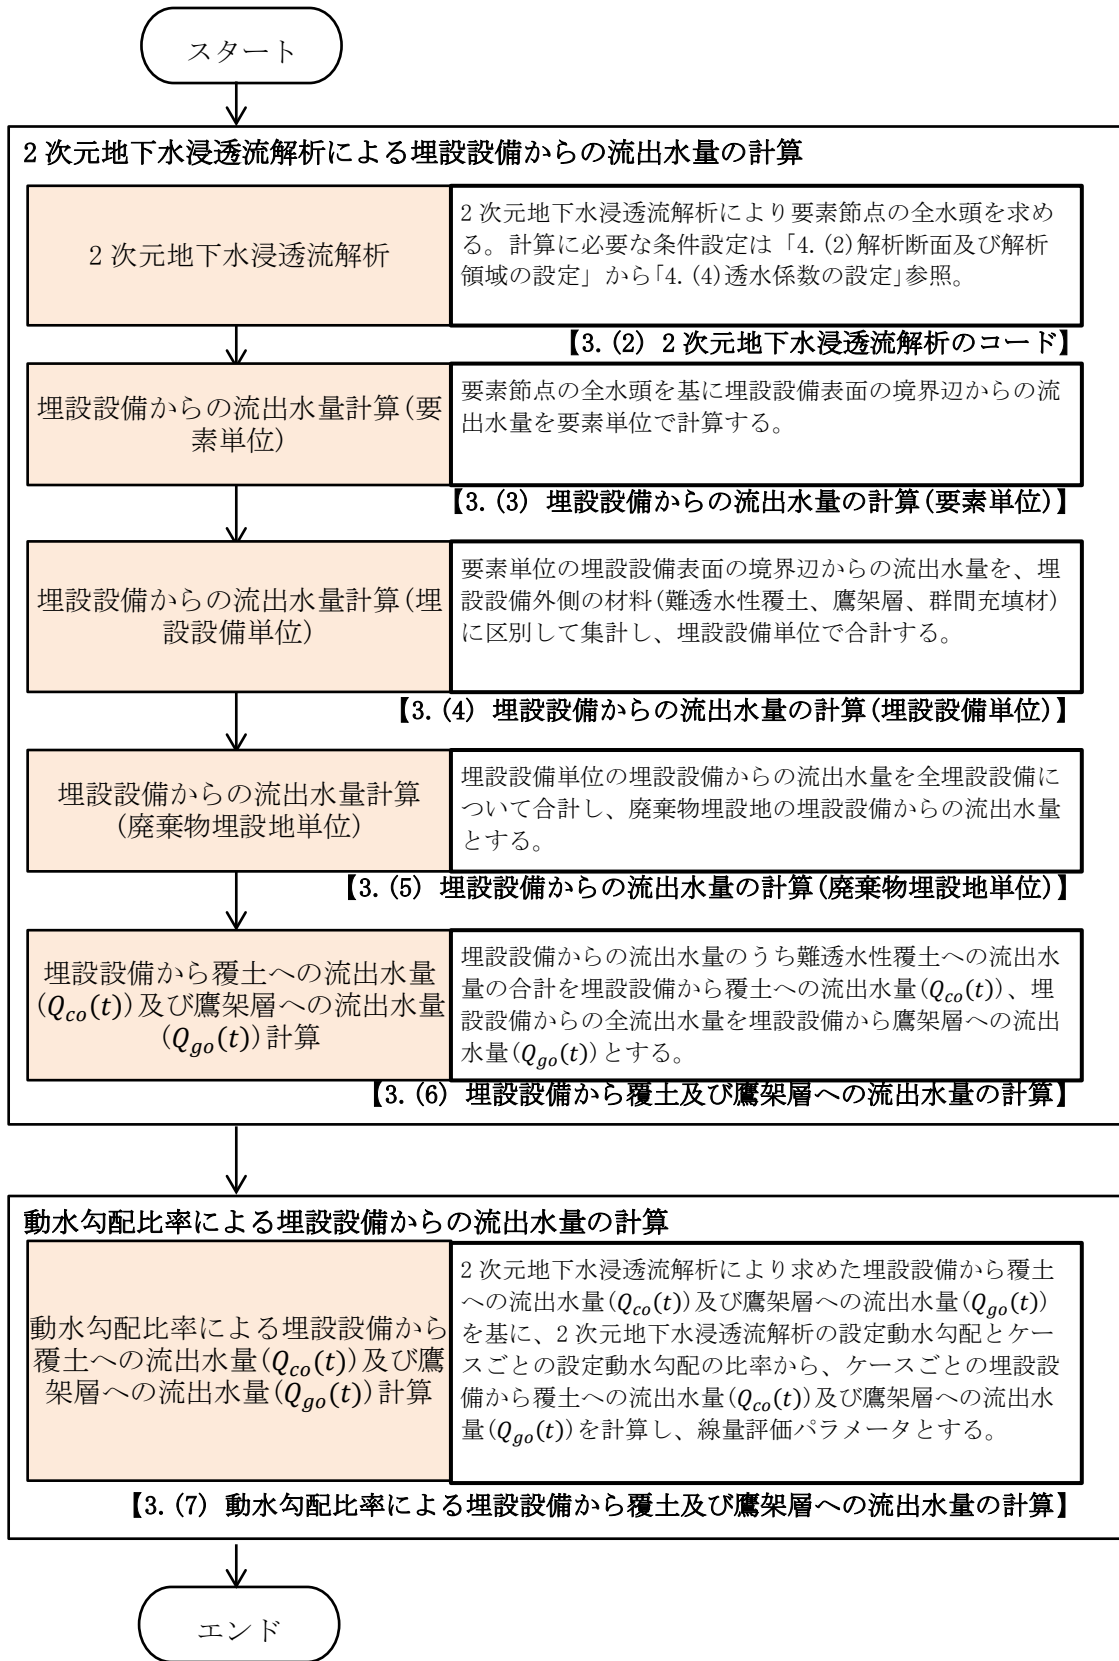 スタート
2次元地下水浸透流解析による埋設設備からの流出水量の計算
2次元地下水浸透流解析
2次元地下水浸透流解析により要素節点の全水頭を求め
る。計算に必要な条件設定は「4.(2)解析断面及び解析
領域の設定」から「4.(4)透水係数の設定」参照。
【3.(2) 2次元地下水浸透流解析のコード】
埋設設備からの流出水量計算(要
素単位)
要素節点の全水頭を基に埋設設備表面の境界辺からの流
出水量を要素単位で計算する。
【3.(3) 埋設設備からの流出水量の計算(要素単位)】
埋設設備からの流出水量計算(埋
設設備単位)
要素単位の埋設設備表面の境界辺からの流出水量を、埋
設設備外側の材料(難透水性覆土、鷹架層、群間充填材)
に区別して集計し、埋設設備単位で合計する。
【3.(4) 埋設設備からの流出水量の計算(埋設設備単位)】
埋設設備からの流出水量計算
(廃棄物埋設地単位)
埋設設備単位の埋設設備からの流出水量を全埋設設備に
ついて合計し、廃棄物埋設地の埋設設備からの流出水量
とする。
【3.(5) 埋設設備からの流出水量の計算(廃棄物埋設地単位)】
埋設設備から覆土への流出水量
(Qco(t))及び鷹架層への流出水量
(Qgo(t))計算
埋設設備からの流出水量のうち難透水性覆土への流出水
量の合計を埋設設備から覆土への流出水量(Qco(t))、埋
設設備からの全流出水量を埋設設備から鷹架層への流出
水量(Qgo(t))とする。
【3.(6) 埋設設備から覆土及び鷹架層への流出水量の計算】
動水勾配比率による埋設設備からの流出水量の計算
動水勾配比率による埋設設備から
覆土への流出水量(Qco(t))及び鷹
架層への流出水量(Qgo(t))計算
2次元地下水浸透流解析により求めた埋設設備から覆土
への流出水量(Qco(t))及び鷹架層への流出水量(Qgo(t))
を基に、2次元地下水浸透流解析の設定動水勾配とケー
スごとの設定動水勾配の比率から、ケースごとの埋設設
備から覆土への流出水量(Qco(t))及び鷹架層への流出水
量(Qgo(t))を計算し、線量評価パラメータとする。
【3.(7) 動水勾配比率による埋設設備から覆土及び鷹架層への流出水量の計算】
エンド